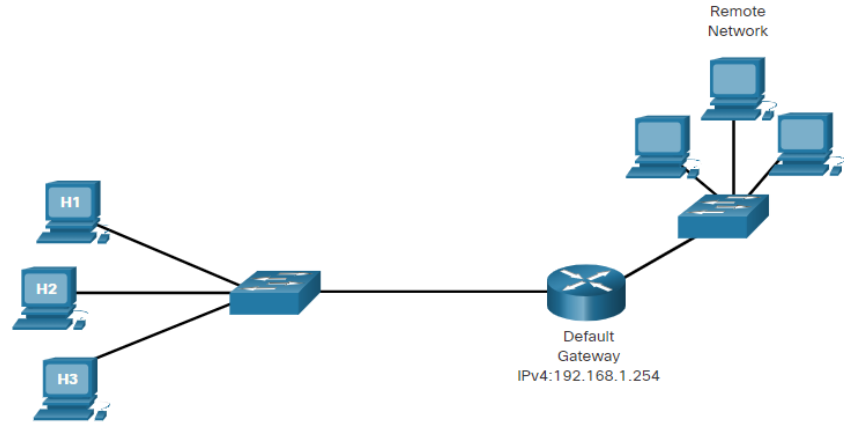 Remote
Network
H1
H2
H3
Default
Gateway
IPv4:192.168.1.254